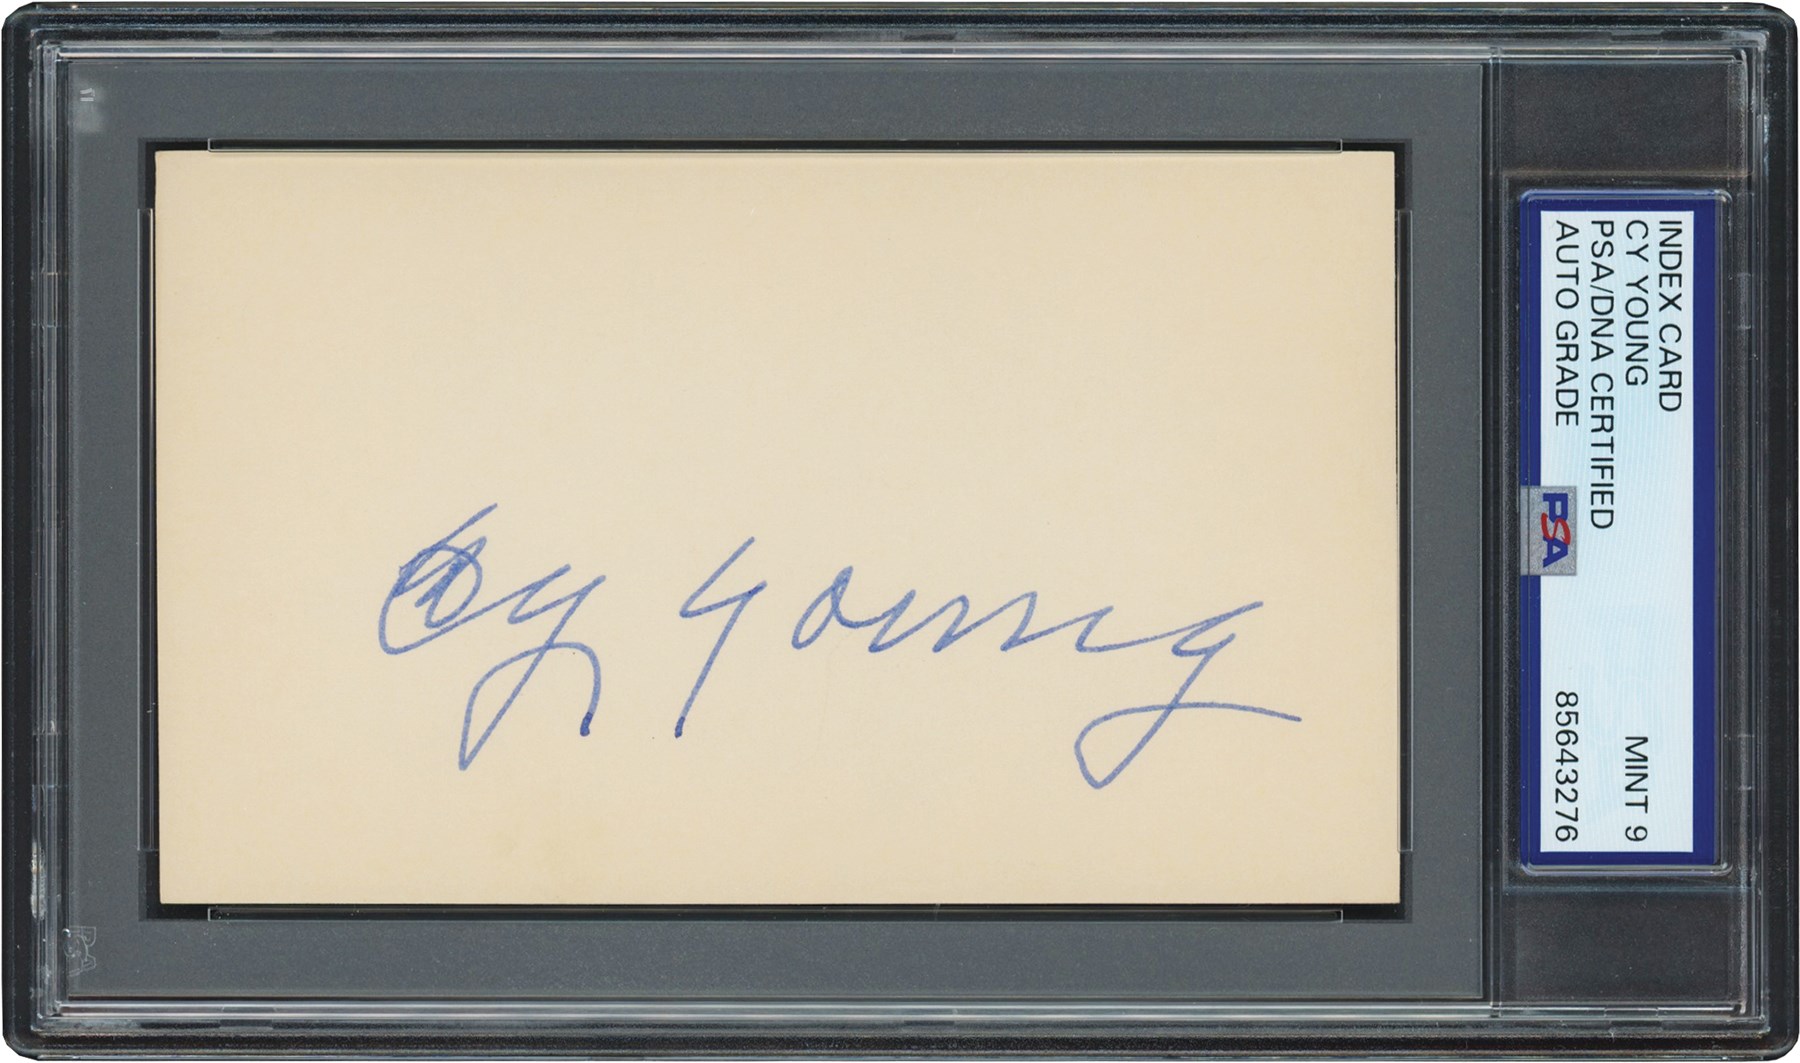 Cy Young
INDEX CARD
CY YOUNG
PSA/DNA CERTIFIED
AUTO GRADE
MINT 9
85643276
PSA